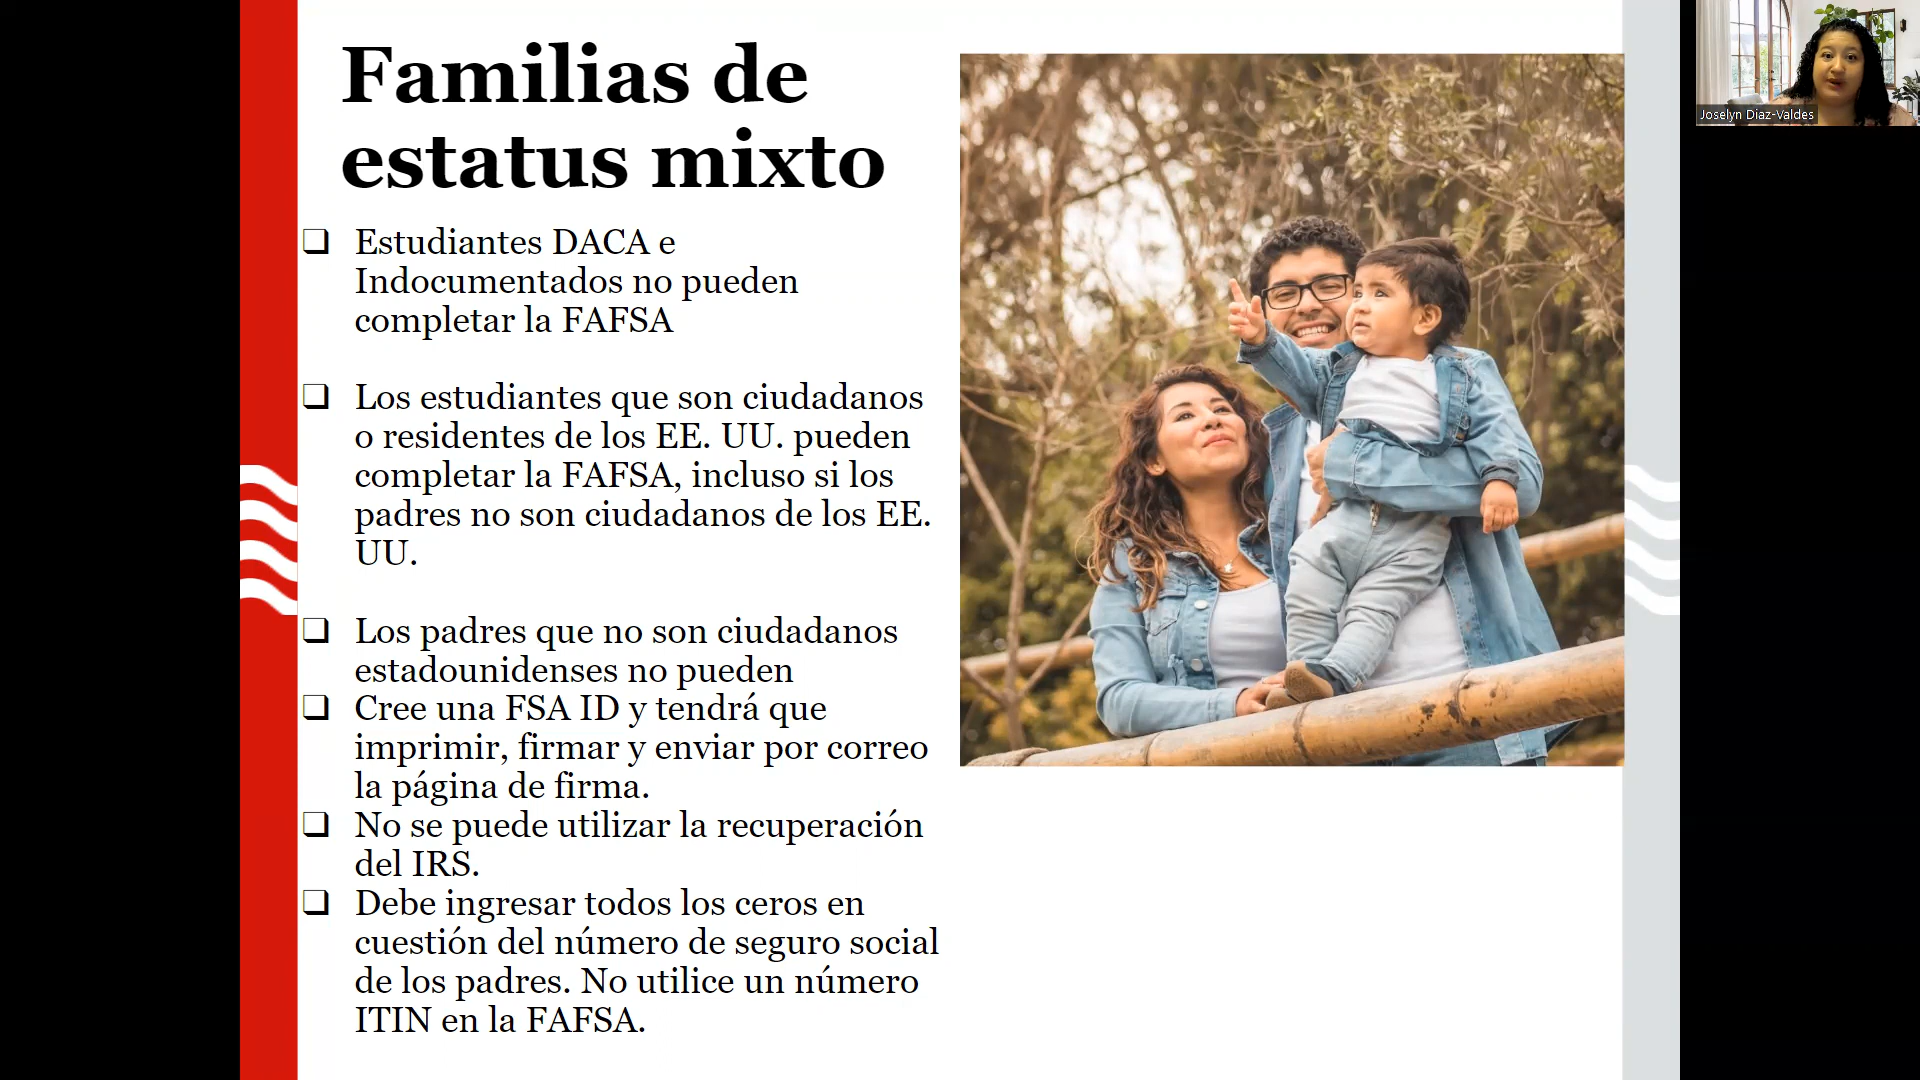 Familias de
estatus mixto
❑ Estudiantes DACA e
Indocumentados no pueden
completar la FAFSA
❑ Los estudiantes que son ciudadanos
o residentes de los EE. UU. pueden
completar la FAFSA, incluso si los
padres no son ciudadanos de los EE.
UU.
❑ Los padres que no son ciudadanos
estadounidenses no pueden
❑ Cree una FSA ID y tendrá que
imprimir, firmar y enviar por correo
la página de firma.
❑ No se puede utilizar la recuperación
del IRS.
❑ Debe ingresar todos los ceros en
cuestión del número de seguro social
de los padres. No utilice un número
ITIN en la FAFSA.
Joselyn Diaz-Valdes